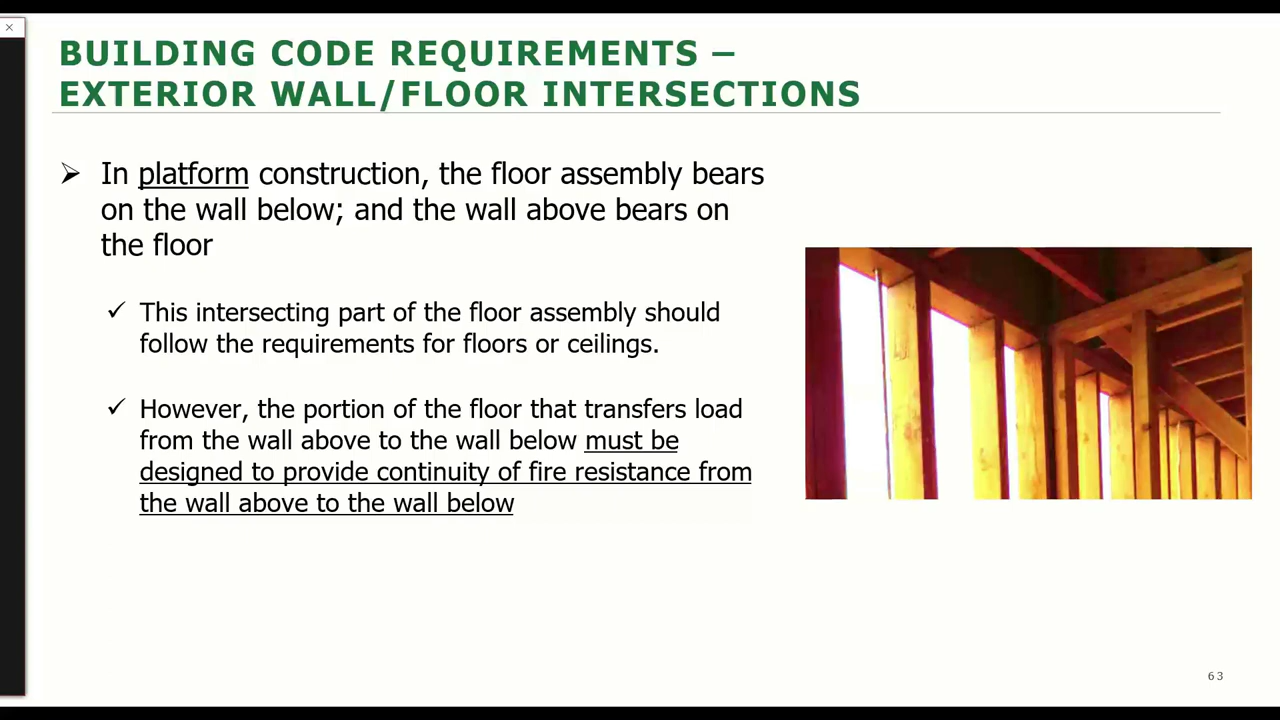 BUILDING CODE REQUIREMENTS –
EXTERIOR WALL/FLOOR INTERSECTIONS
In platform construction, the floor assembly bears
on the wall below; and the wall above bears on
the floor
This intersecting part of the floor assembly should
follow the requirements for floors or ceilings.
However, the portion of the floor that transfers load
from the wall above to the wall below must be
designed to provide continuity of fire resistance from
the wall above to the wall below
63